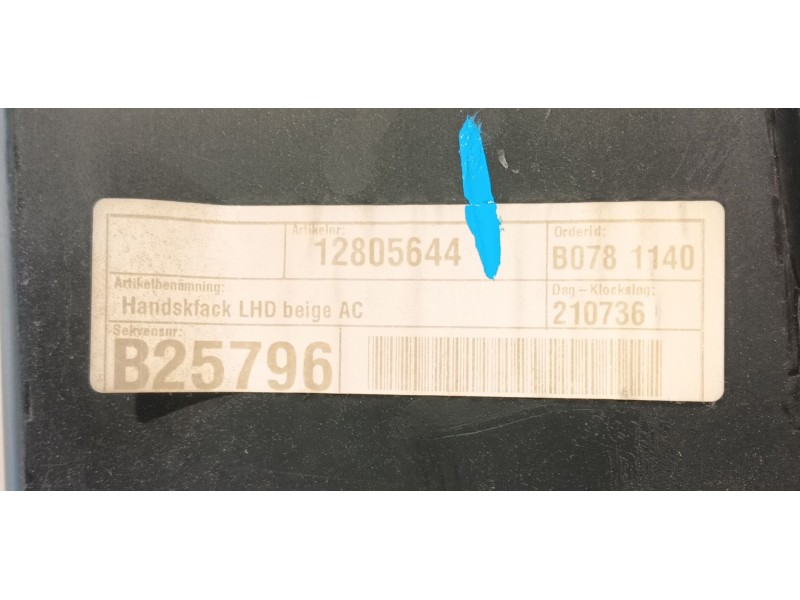 Artikelnr:
12805644
Orderid:
B078 1140
Artikelbenämning:
Handskfack LHD beige AC
Dag - Klockslag:
210736
Sekvensnr:
B25796